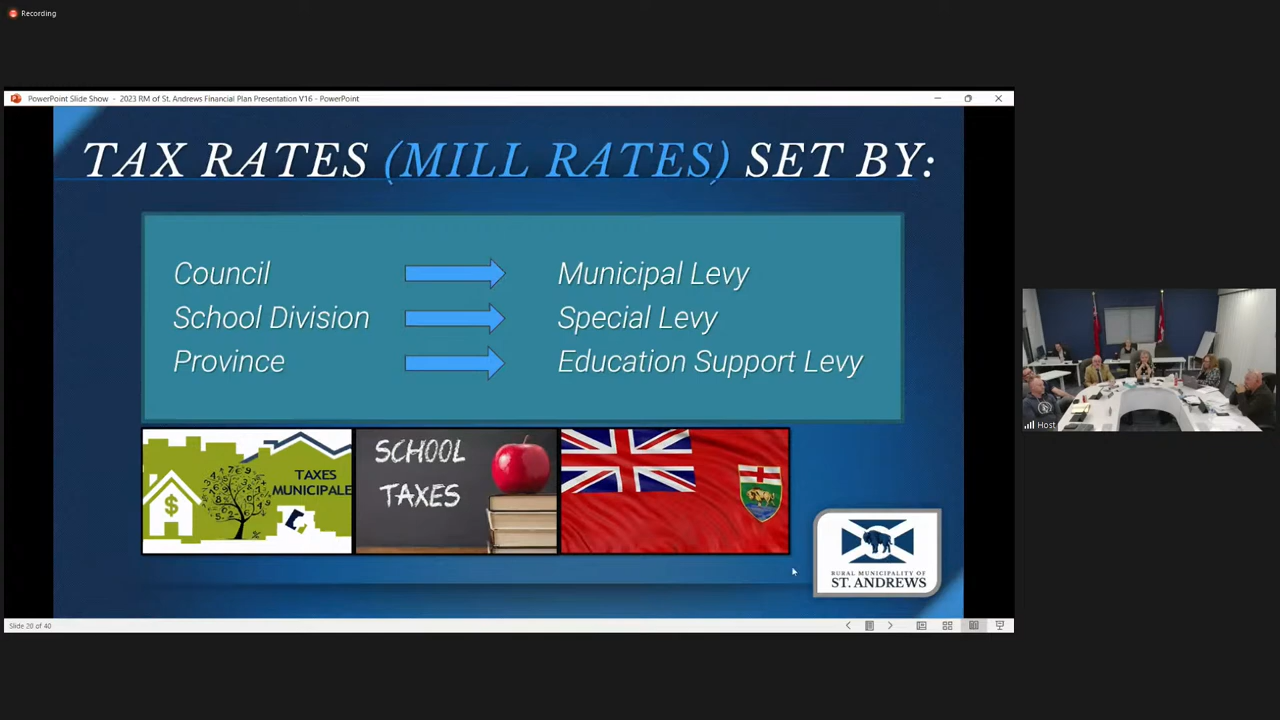 Recording
PowerPoint Slide Show - 2023 RM of St. Andrews Financial Plan Presentation V16 - PowerPoint
TAX RATES (MILL RATES) SET BY:
Council Municipal Levy
School Division Special Levy
Province Education Support Levy
TAXES
MUNICIPALE
SCHOOL
TAXES
RURAL MUNICIPALITY OF
ST. ANDREWS
Host
Slide 20 of 40